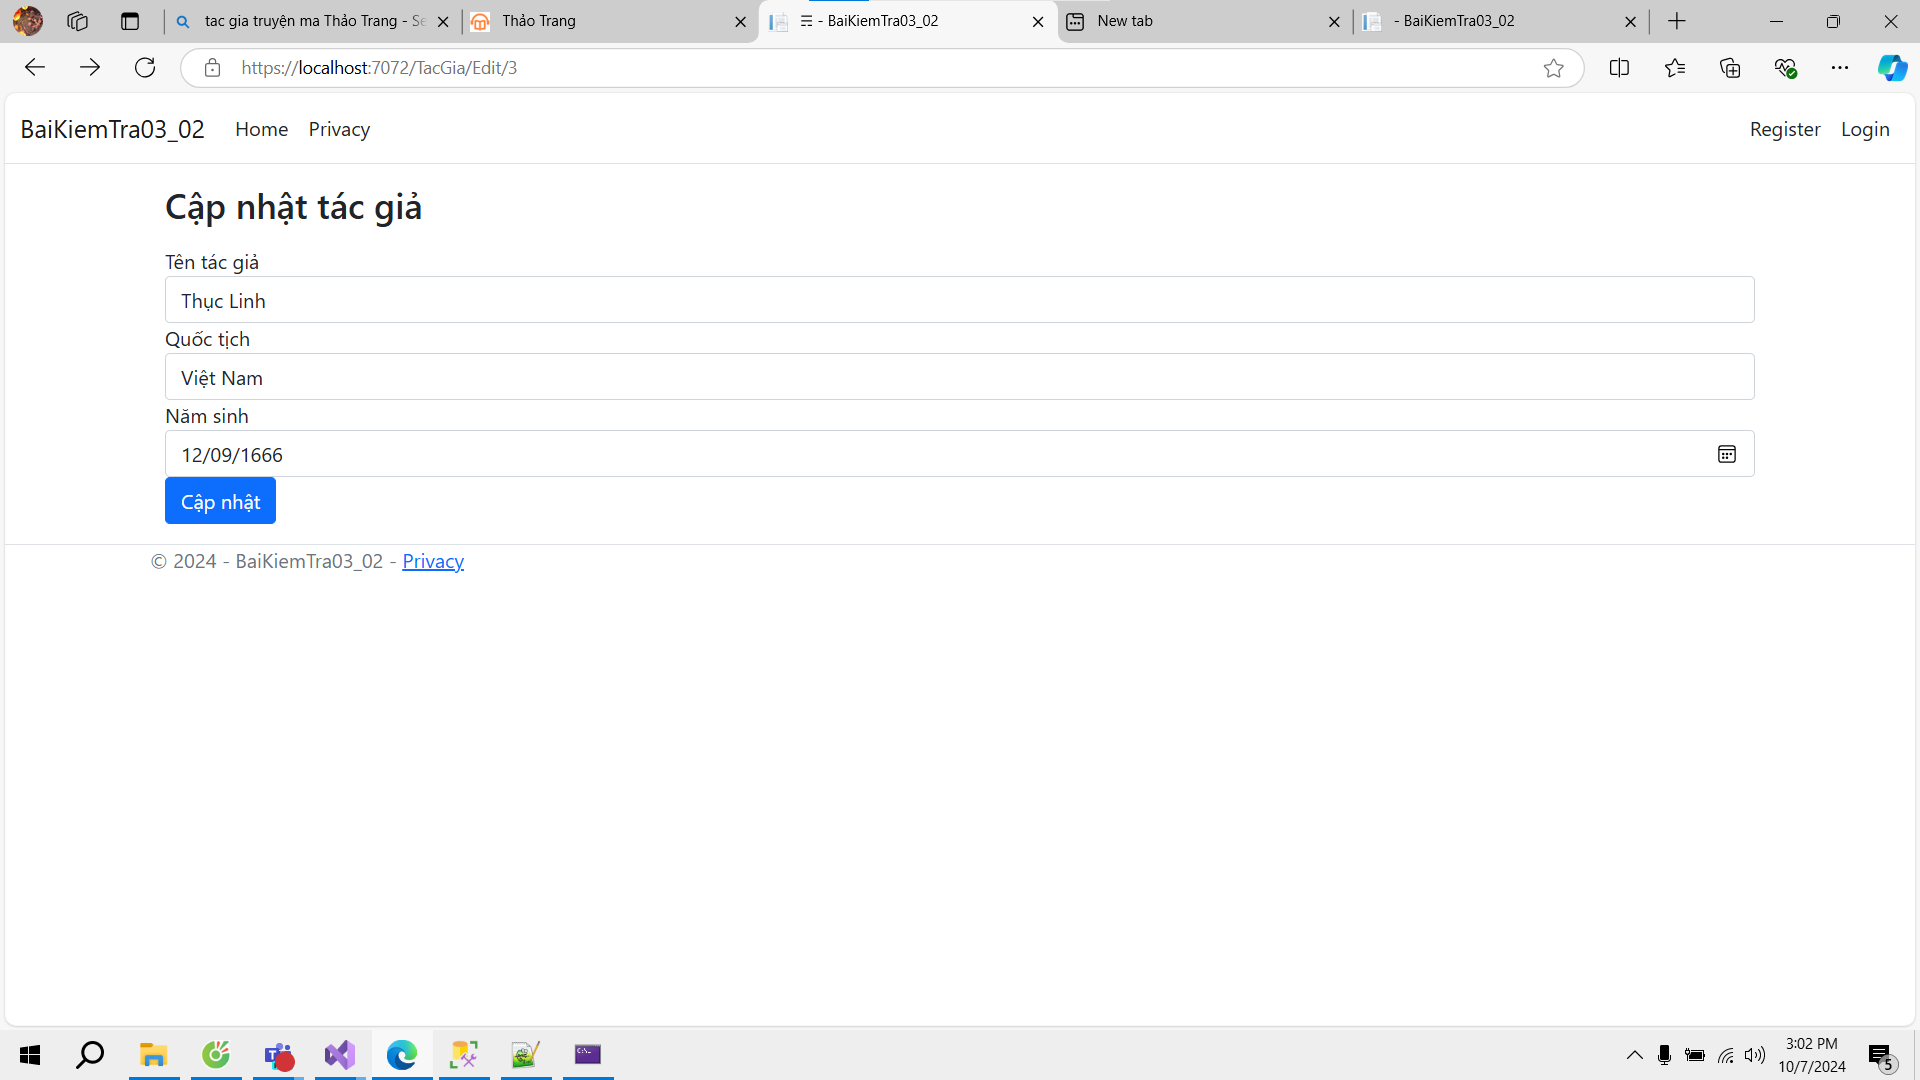 tac gia truyện ma Thảo Trang - Se
Thảo Trang
☴ - BaiKiemTra03_02
New tab
- BaiKiemTra03_02
https://localhost:7072/TacGia/Edit/3
BaiKiemTra03_02 Home Privacy Register Login
Cập nhật tác giả
Tên tác giả
Thục Linh
Quốc tịch
Việt Nam
Năm sinh
12/09/1666
Cập nhật
© 2024 - BaiKiemTra03_02 - Privacy
3:02 PM
10/7/2024
5